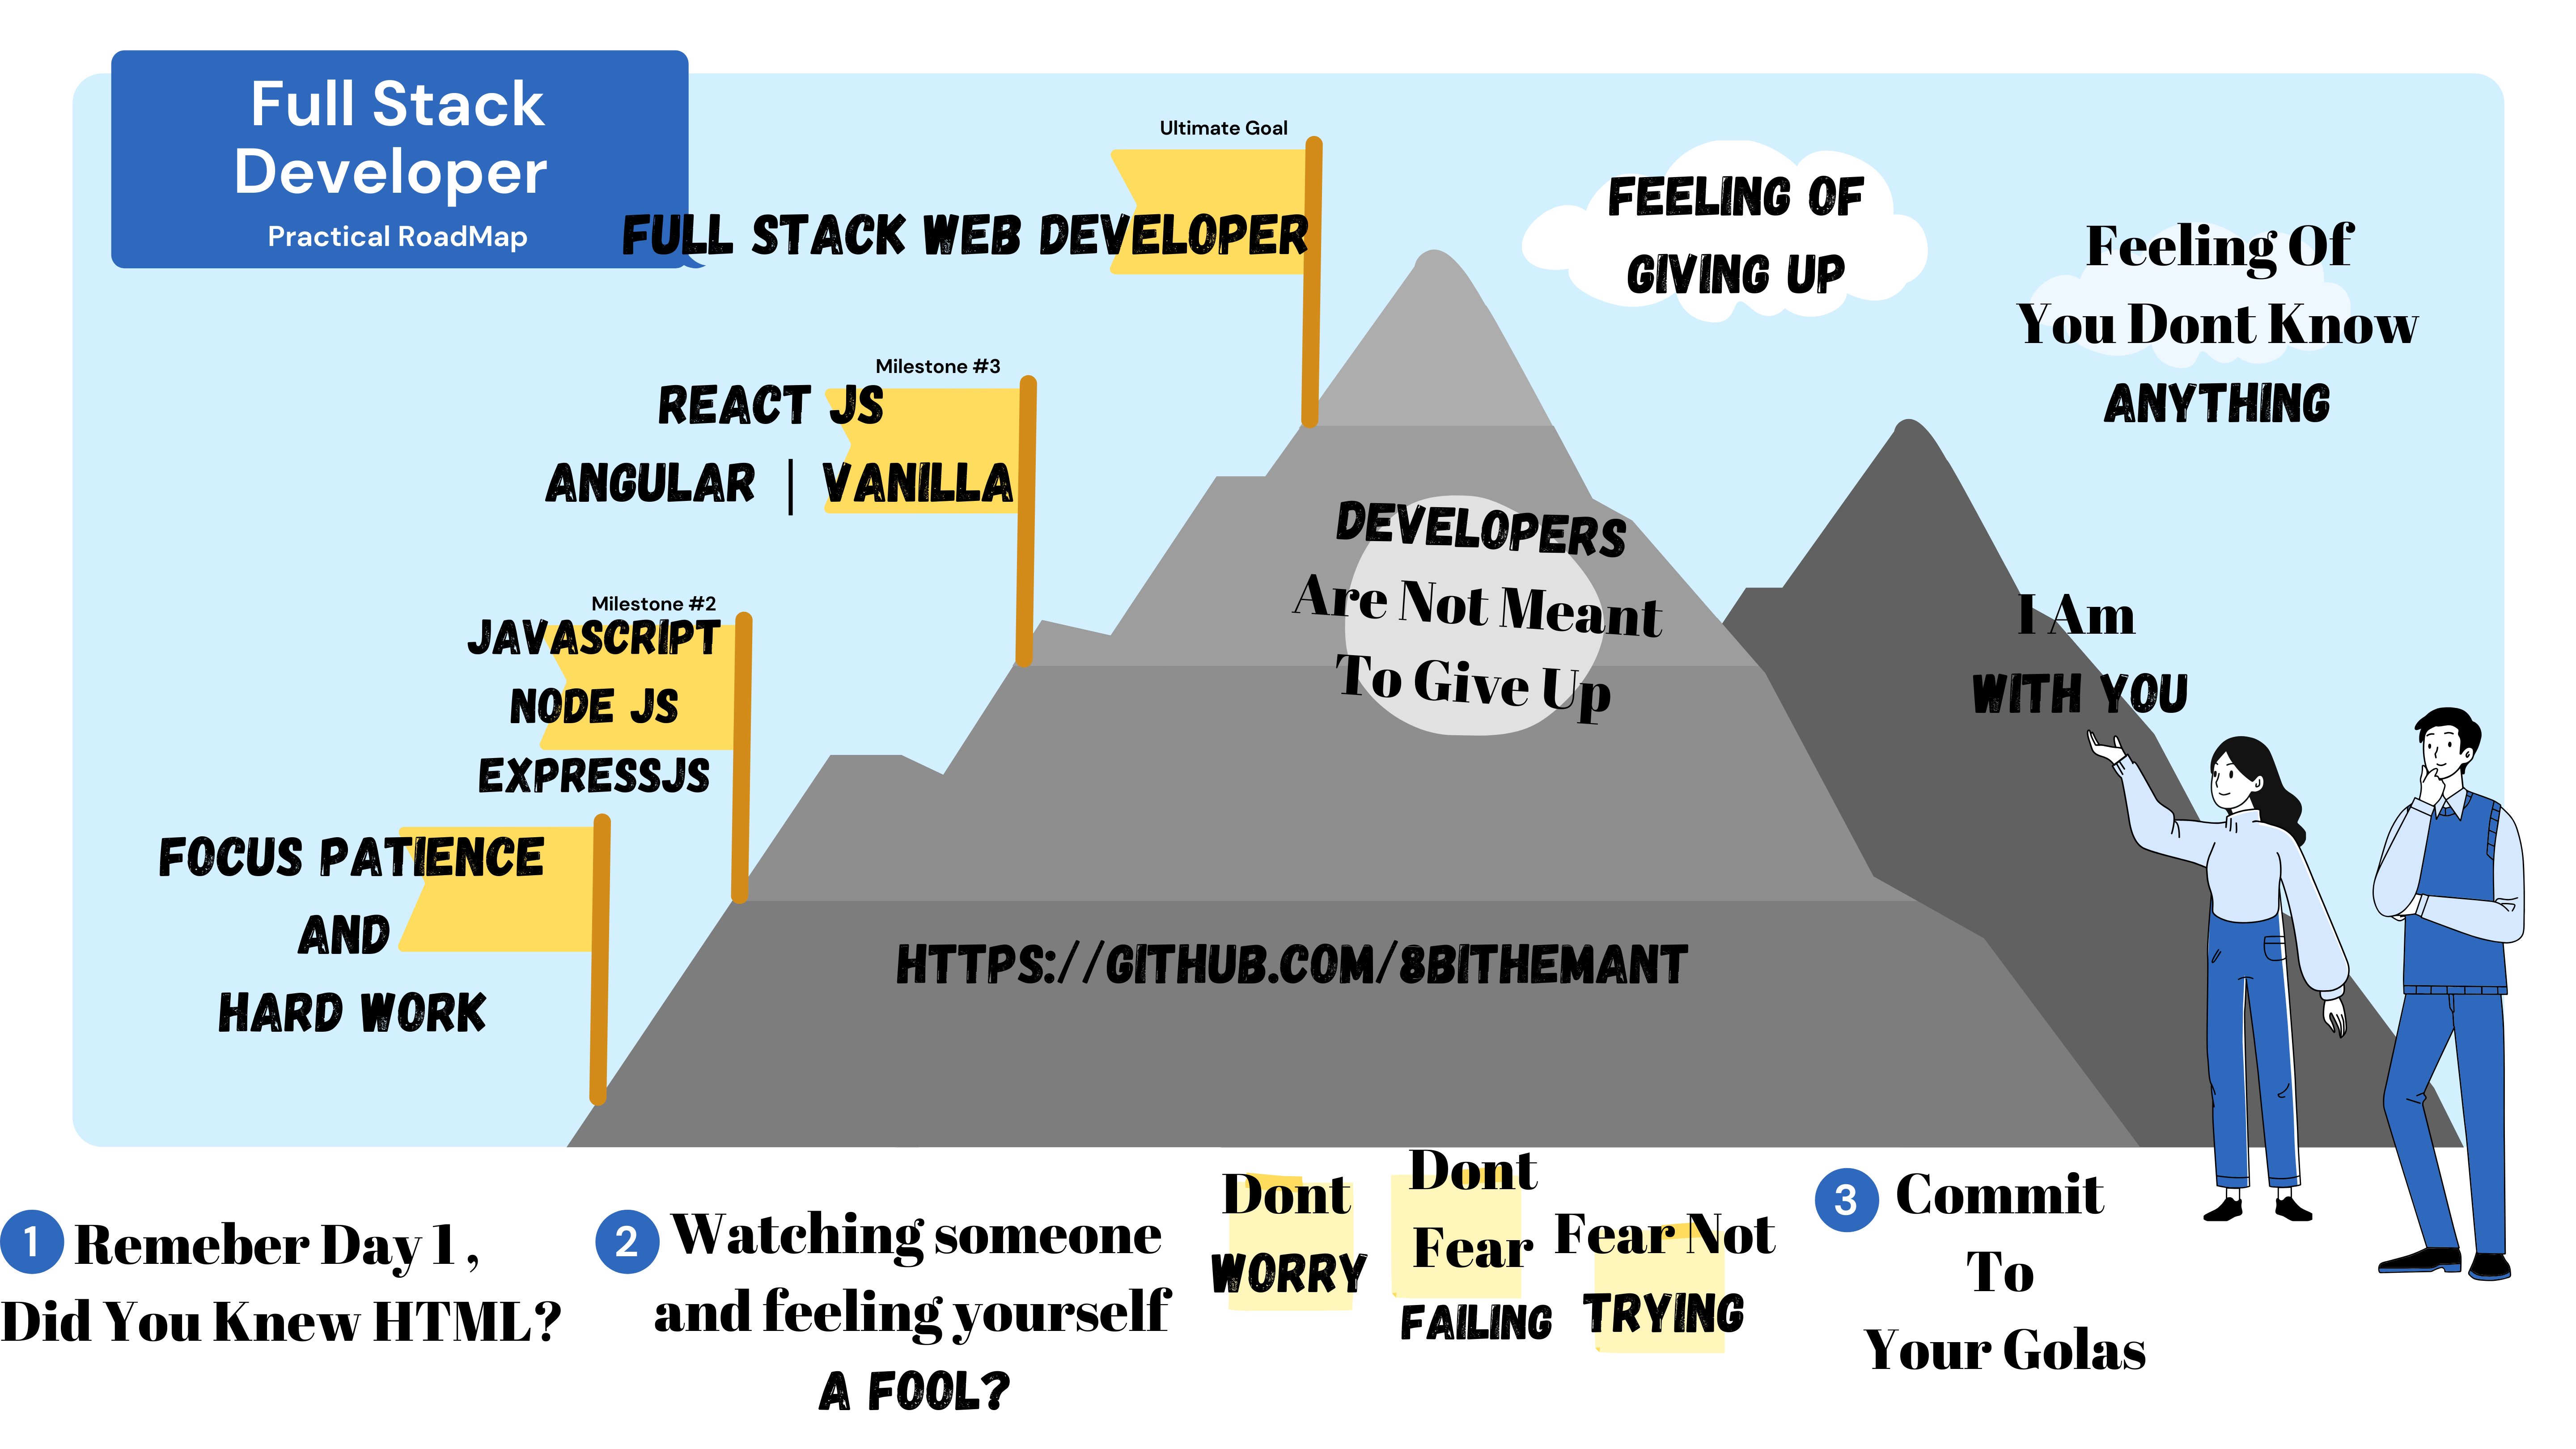 Full Stack
Developer
Practical RoadMap
Ultimate Goal
FULL STACK WEB DEVELOPER
FEELING OF
GIVING UP
Feeling Of
You Dont Know
ANYTHING
Milestone #3
REACT JS
ANGULAR | VANILLA
DEVELOPERS
Are Not Meant
To Give Up
Milestone #2
JAVASCRIPT
NODE JS
EXPRESSJS
I Am
WITH YOU
FOCUS PATIENCE
AND
HARD WORK
HTTPS://GITHUB.COM/8BITHEMANT
1 Remeber Day 1 ,
Did You Knew HTML?
2 Watching someone
and feeling yourself
A FOOL?
Dont
WORRY
Dont
Fear
FAILING
Fear Not
TRYING
3 Commit
To
Your Golas